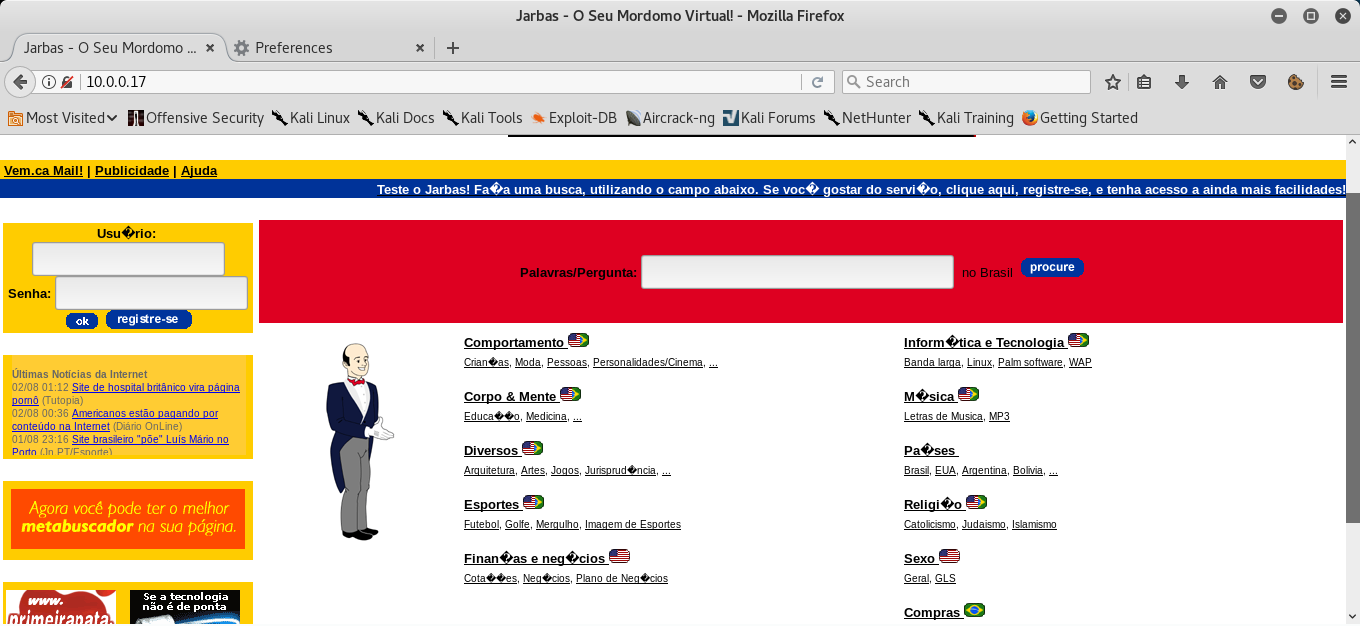 Jarbas - O Seu Mordomo Virtual! - Mozilla Firefox
Jarbas - O Seu Mordomo ...
Preferences
10.0.0.17
Search
Most Visited
Offensive Security
Kali Linux
Kali Docs
Kali Tools
Exploit-DB
Aircrack-ng
Kali Forums
NetHunter
Kali Training
Getting Started
Vem.ca Mail! | Publicidade | Ajuda
Teste o Jarbas! Fa�a uma busca, utilizando o campo abaixo. Se voc� gostar do servi�o, clique aqui, registre-se, e tenha acesso a ainda mais facilidades!
Usu�rio:
Senha:
ok registre-se
Palavras/Pergunta: no Brasil procure
Últimas Notícias da Internet
02/08 01:12 Site de hospital britânico vira página
pornô (Tutopia)
02/08 00:36 Americanos estão pagando por
conteúdo na Internet (Diário OnLine)
01/08 23:16 Site brasileiro "põe" Luís Mário no
Porto (Jn.PT/Esporte)
Agora você pode ter o melhor
metabuscador na sua página.
www.
primeirapata
Se a tecnologia
não é de ponta
Comportamento
Crian�as, Moda, Pessoas, Personalidades/Cinema, ...
Corpo & Mente
Educa��o, Medicina, ...
Diversos
Arquitetura, Artes, Jogos, Jurisprud�ncia, ...
Esportes
Futebol, Golfe, Mergulho, Imagem de Esportes
Finan�as e neg�cios
Cota��es, Neg�cios, Plano de Neg�cios
Inform�tica e Tecnologia
Banda larga, Linux, Palm software, WAP
M�sica
Letras de Musica, MP3
Pa�ses
Brasil, EUA, Argentina, Bolivia, ...
Religi�o
Catolicismo, Judaismo, Islamismo
Sexo
Geral, GLS
Compras